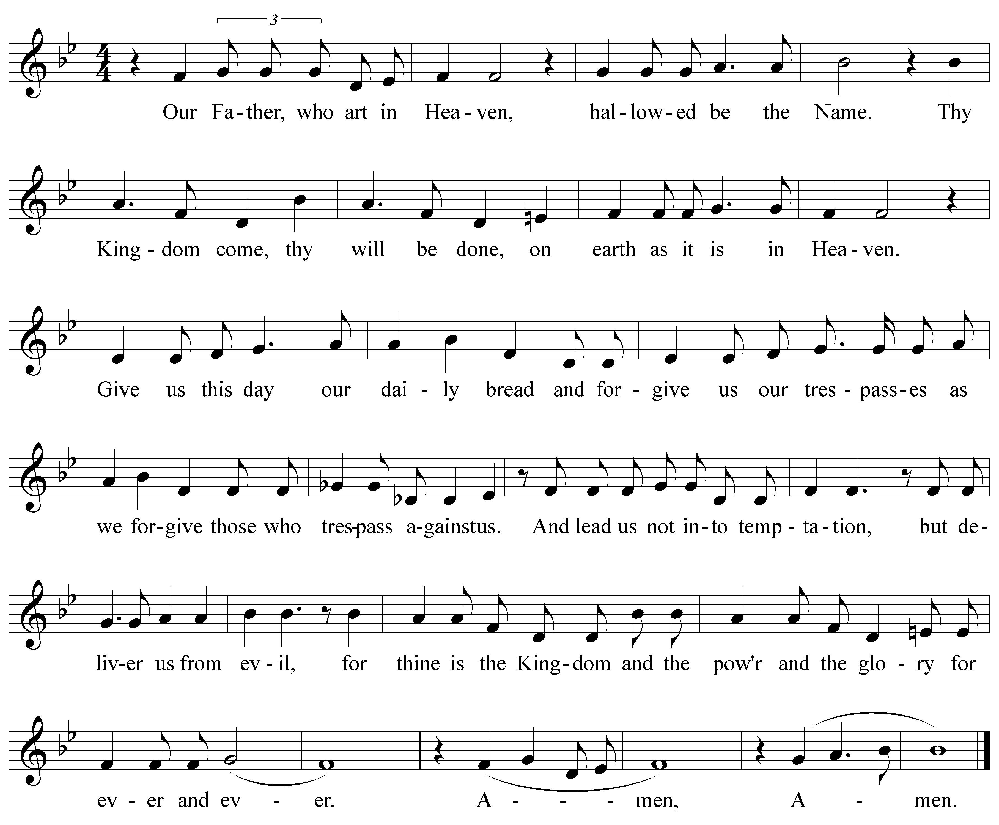 3
4
4
Our Fa - ther, who art in Hea - ven, hal - low - ed be the Name. Thy
King - dom come, thy will be done, on earth as it is in Hea - ven.
Give us this day our dai - ly bread and for - give us our tres - pass - es as
we for - give those who tres - pass a - gainst us. And lead us not in - to temp - ta - tion, but de -
liv - er us from ev - il, for thine is the King - dom and the pow'r and the glo - ry for
ev - er and ev - er. A - - - men, A - men.